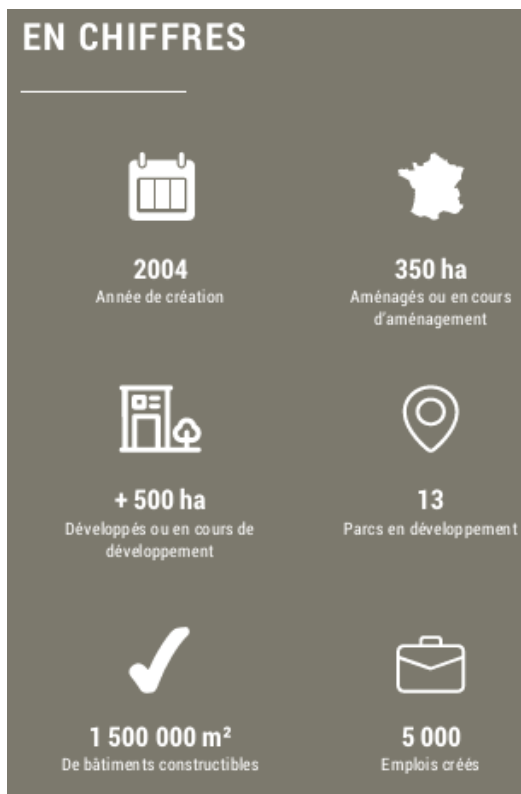 EN CHIFFRES
2004
Année de création
350 ha
Aménagés ou en cours
d'aménagement
+ 500 ha
Développés ou en cours de
développement
13
Parcs en développement
1 500 000 m²
De bâtiments constructibles
5 000
Emplois créés